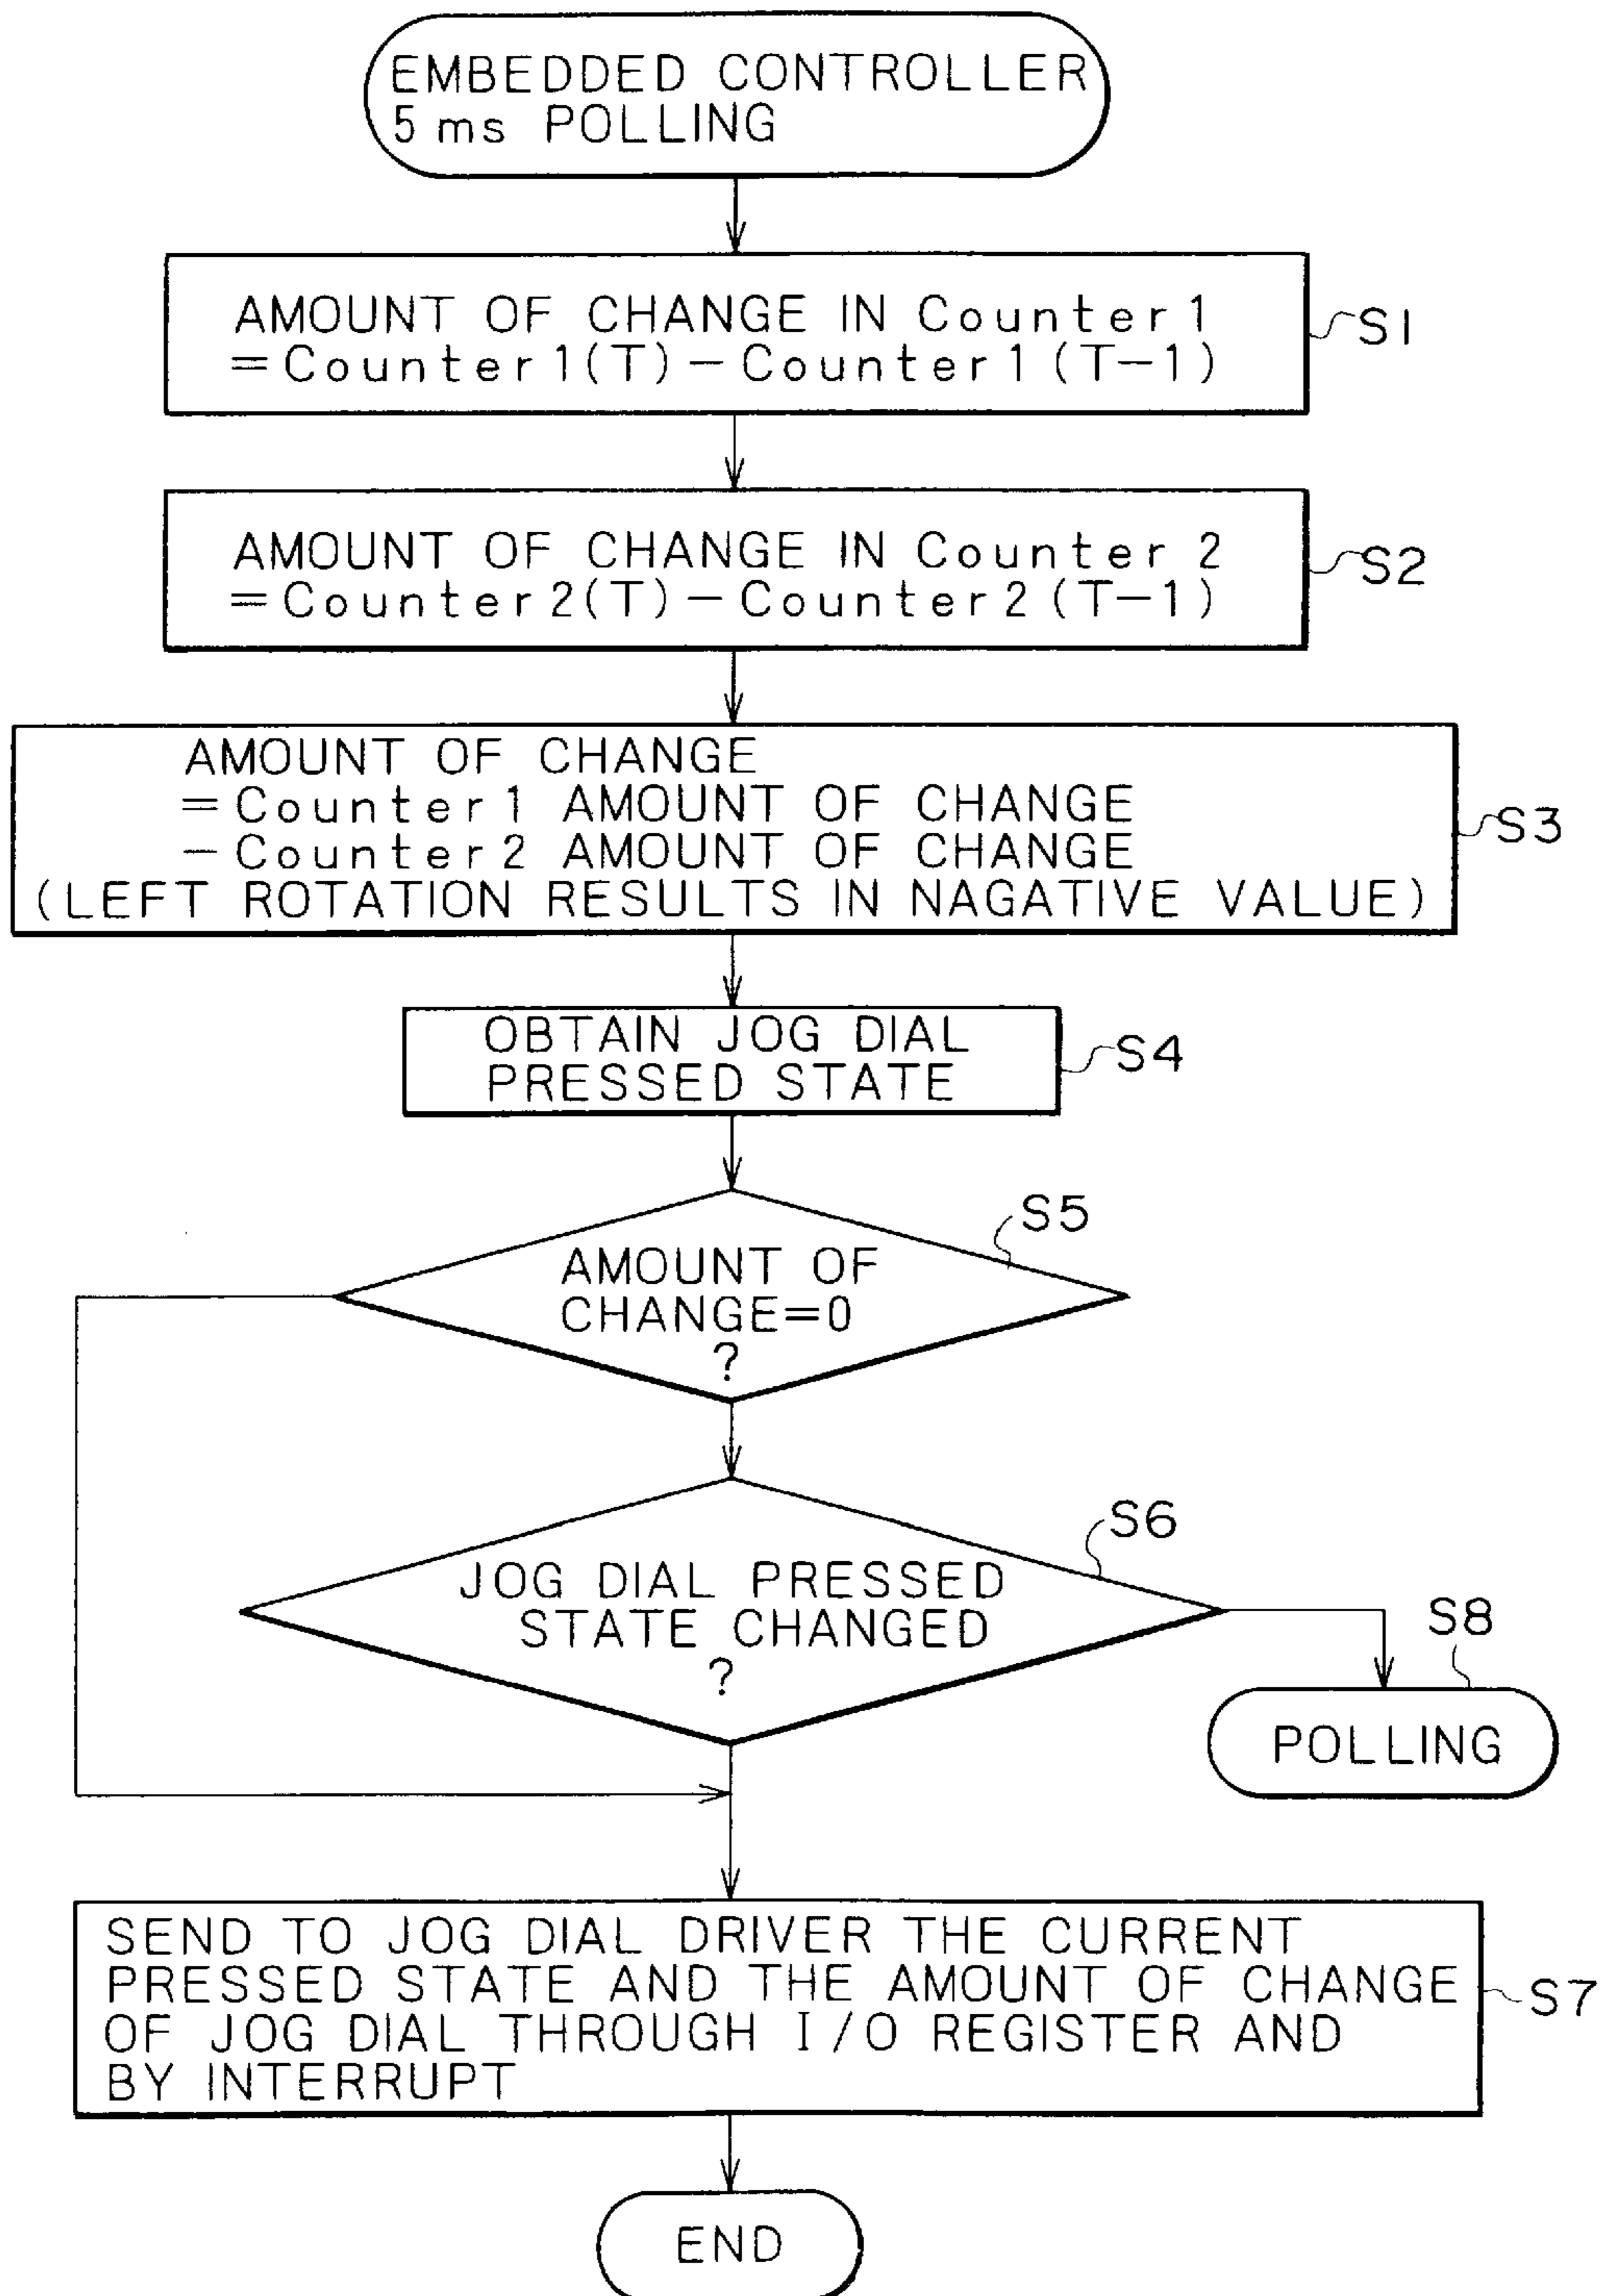 EMBEDDED CONTROLLER
5 ms POLLING
AMOUNT OF CHANGE IN Counter 1
=Counter 1(T)-Counter 1(T-1)
S1
AMOUNT OF CHANGE IN Counter 2
=Counter 2(T)-Counter 2(T-1)
S2
AMOUNT OF CHANGE
=Counter 1 AMOUNT OF CHANGE
-Counter 2 AMOUNT OF CHANGE
(LEFT ROTATION RESULTS IN NAGATIVE VALUE)
S3
OBTAIN JOG DIAL
PRESSED STATE
S4
S5
AMOUNT OF
CHANGE=0
?
S6
JOG DIAL PRESSED
STATE CHANGED
?
S8
POLLING
SEND TO JOG DIAL DRIVER THE CURRENT
PRESSED STATE AND THE AMOUNT OF CHANGE
OF JOG DIAL THROUGH I/O REGISTER AND
BY INTERRUPT
S7
END